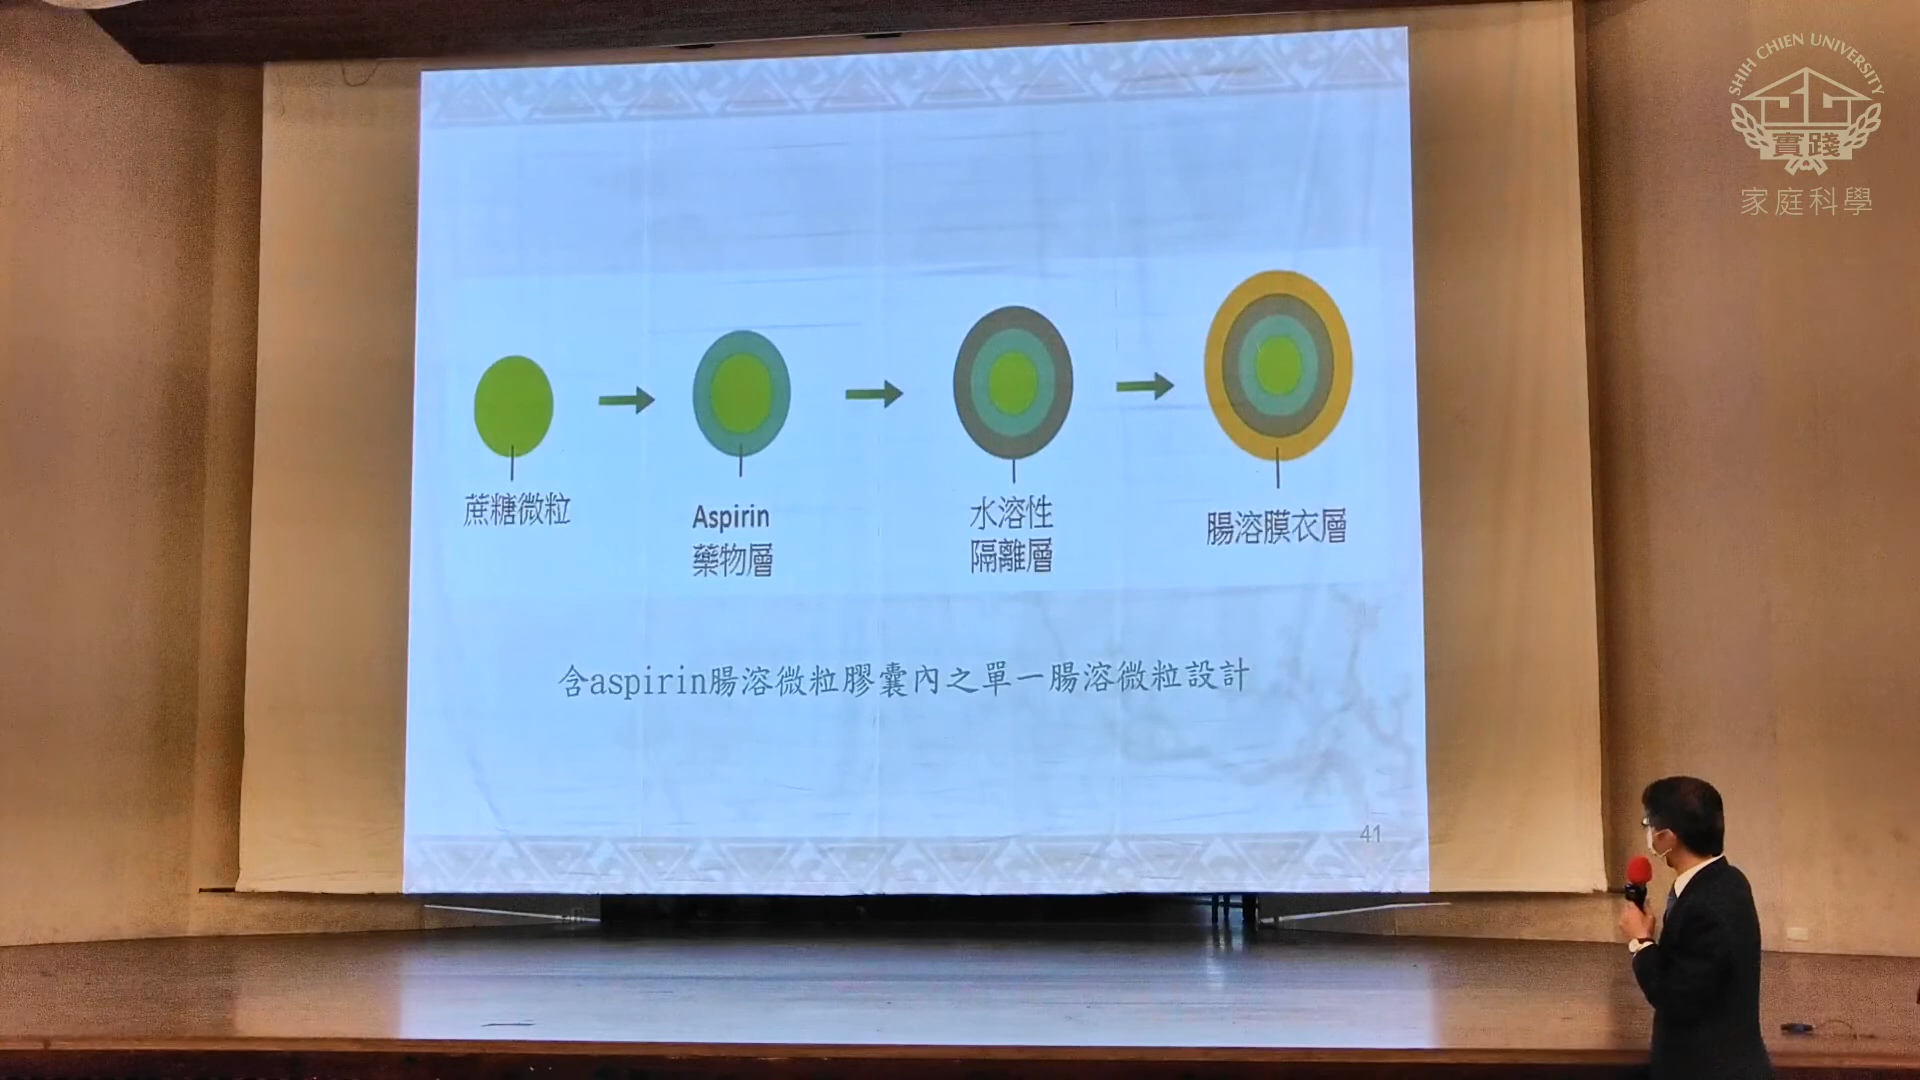 SHIH CHIEN UNIVERSITY
實踐
家庭科學
蔗糖微粒
Aspirin
藥物層
水溶性
隔離層
腸溶膜衣層
含aspirin腸溶微粒膠囊內之單一腸溶微粒設計
41